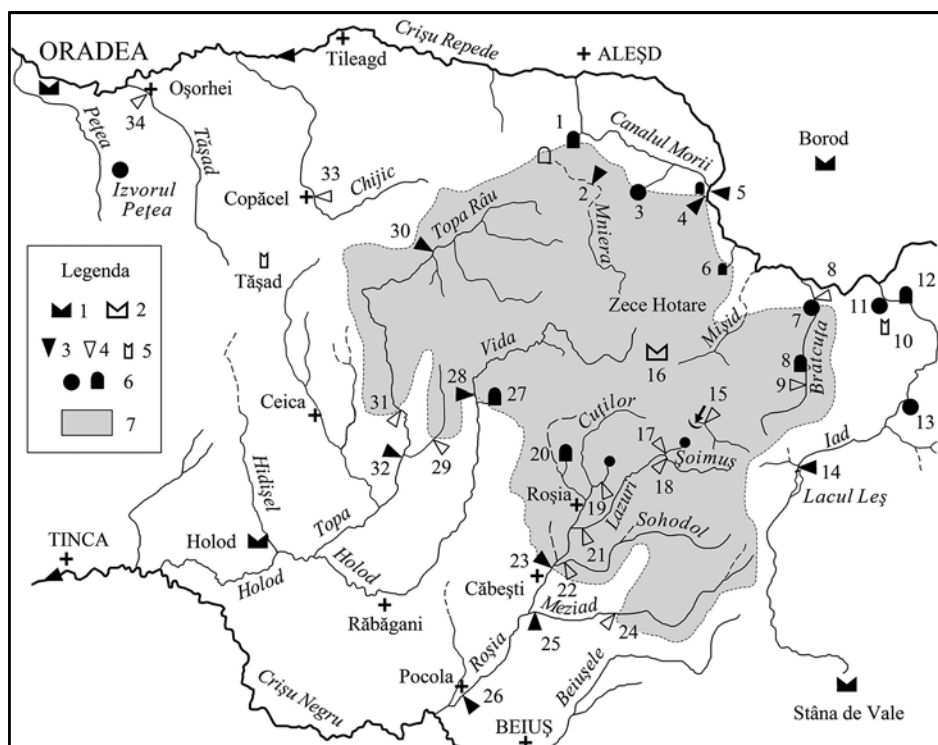 ORADEA
Crişu Repede
Tileagd
ALEŞD
Oşorhei
34
Peţea
Tăşad
1
Canalul Morii
Borod
Izvorul
Peţea
33
Copăcel
Chijic
2
Mniera
3
4
5
30
Topa Râu
6
Legenda
1
2
3
4
5
6
7
Tăşad
Zece Hotare
8
12
7
11
10
Mişid
Brătcuţa
Vida
16
8
9
28
27
15
13
Ceica
31
Cuţilor
17
Iad
32
29
20
Şoimuş
18
14
Lacul Leş
Hidişel
Roşia
19
Lazuri
Sohodol
Topa
21
TINCA
Holod
23
22
Holod
Holod
Căbeşti
Meziad
24
Răbăgani
25
Roşia
Beiuşele
Pocola
26
Crişu Negru
BEIUŞ
Stâna de Vale